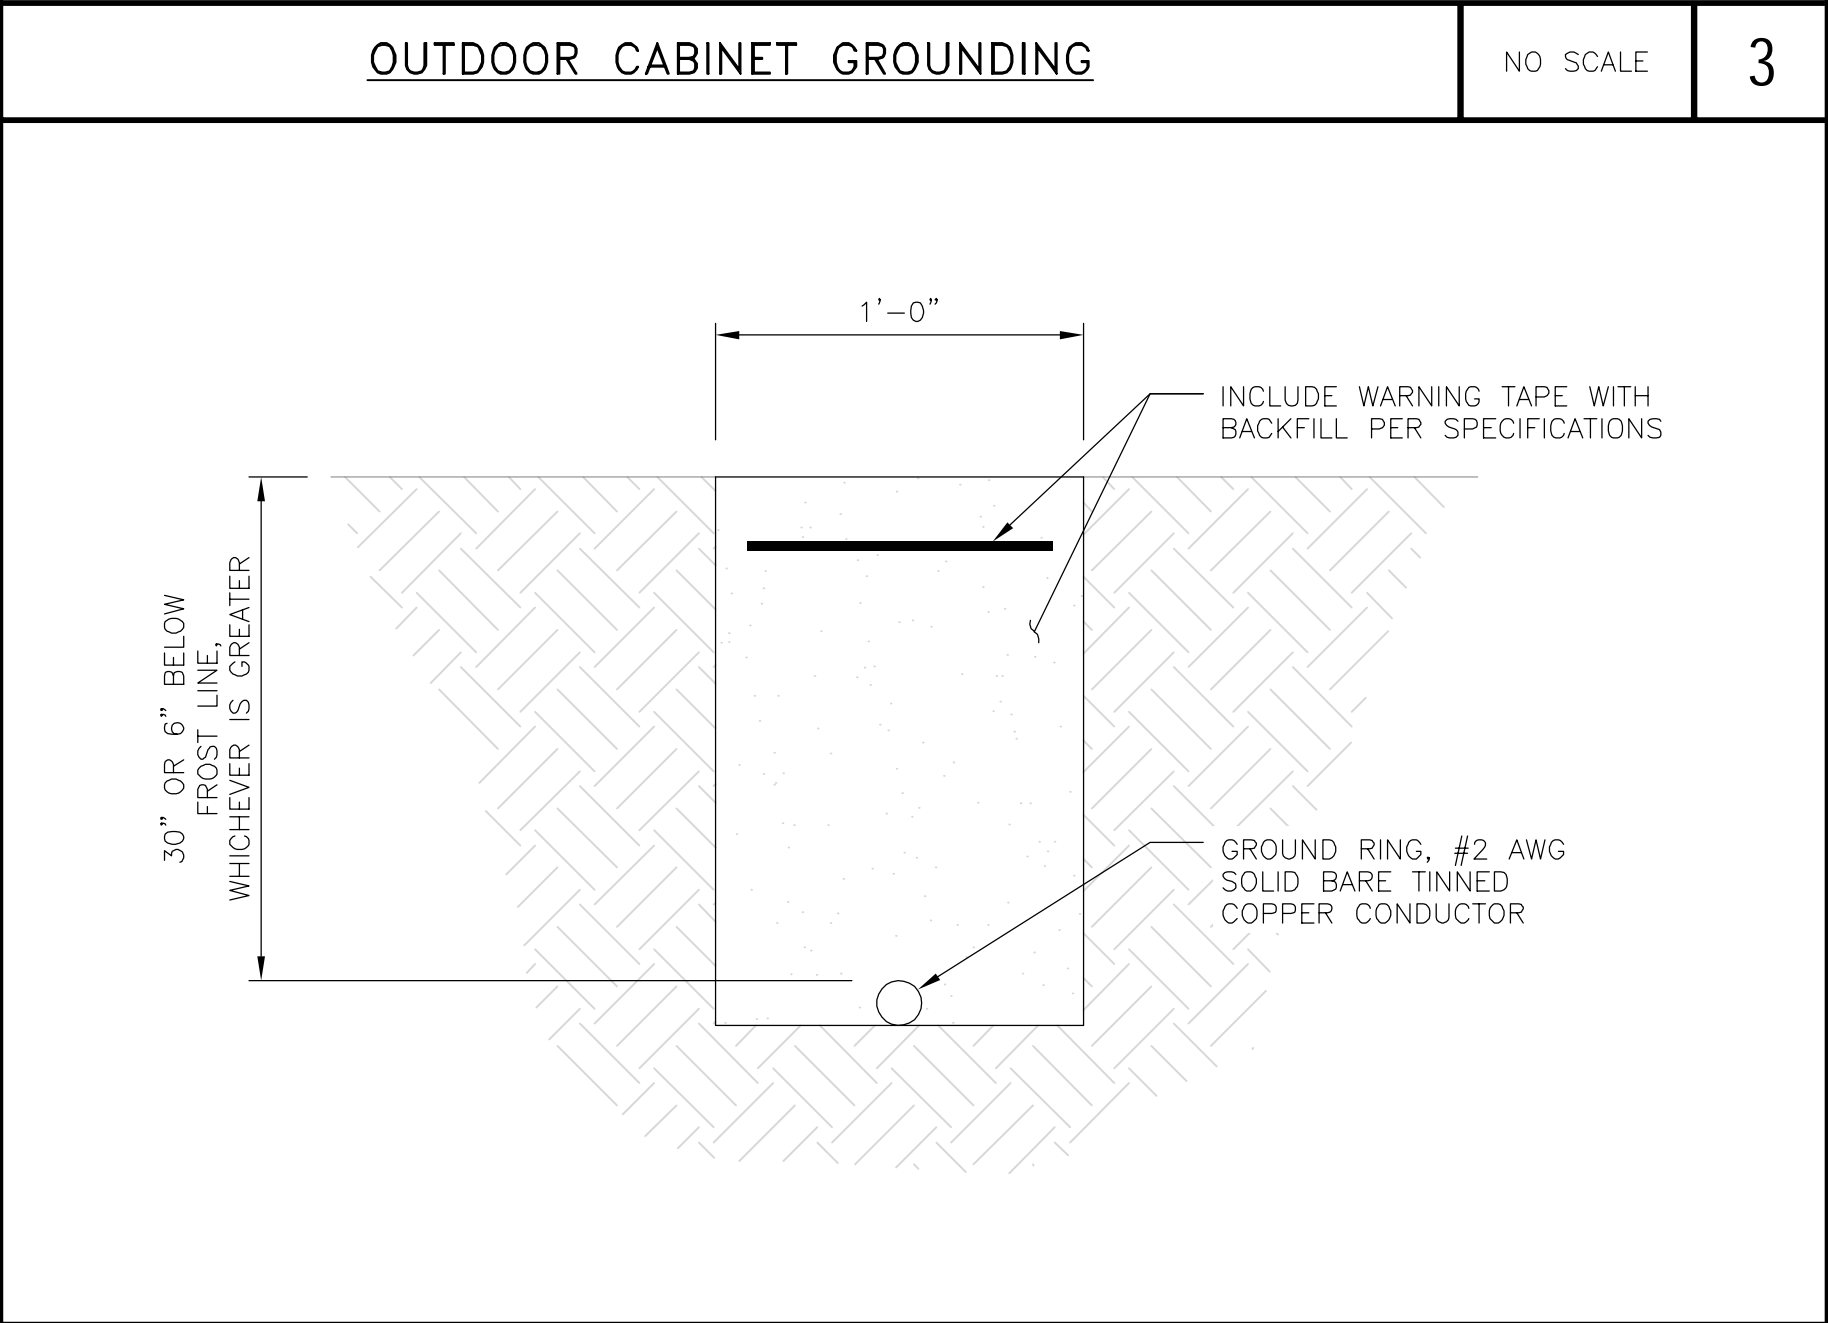 OUTDOOR CABINET GROUNDING
NO SCALE
3
1'-0"
INCLUDE WARNING TAPE WITH
BACKFILL PER SPECIFICATIONS
30" OR 6" BELOW
FROST LINE,
WHICHEVER IS GREATER
GROUND RING, #2 AWG
SOLID BARE TINNED
COPPER CONDUCTOR